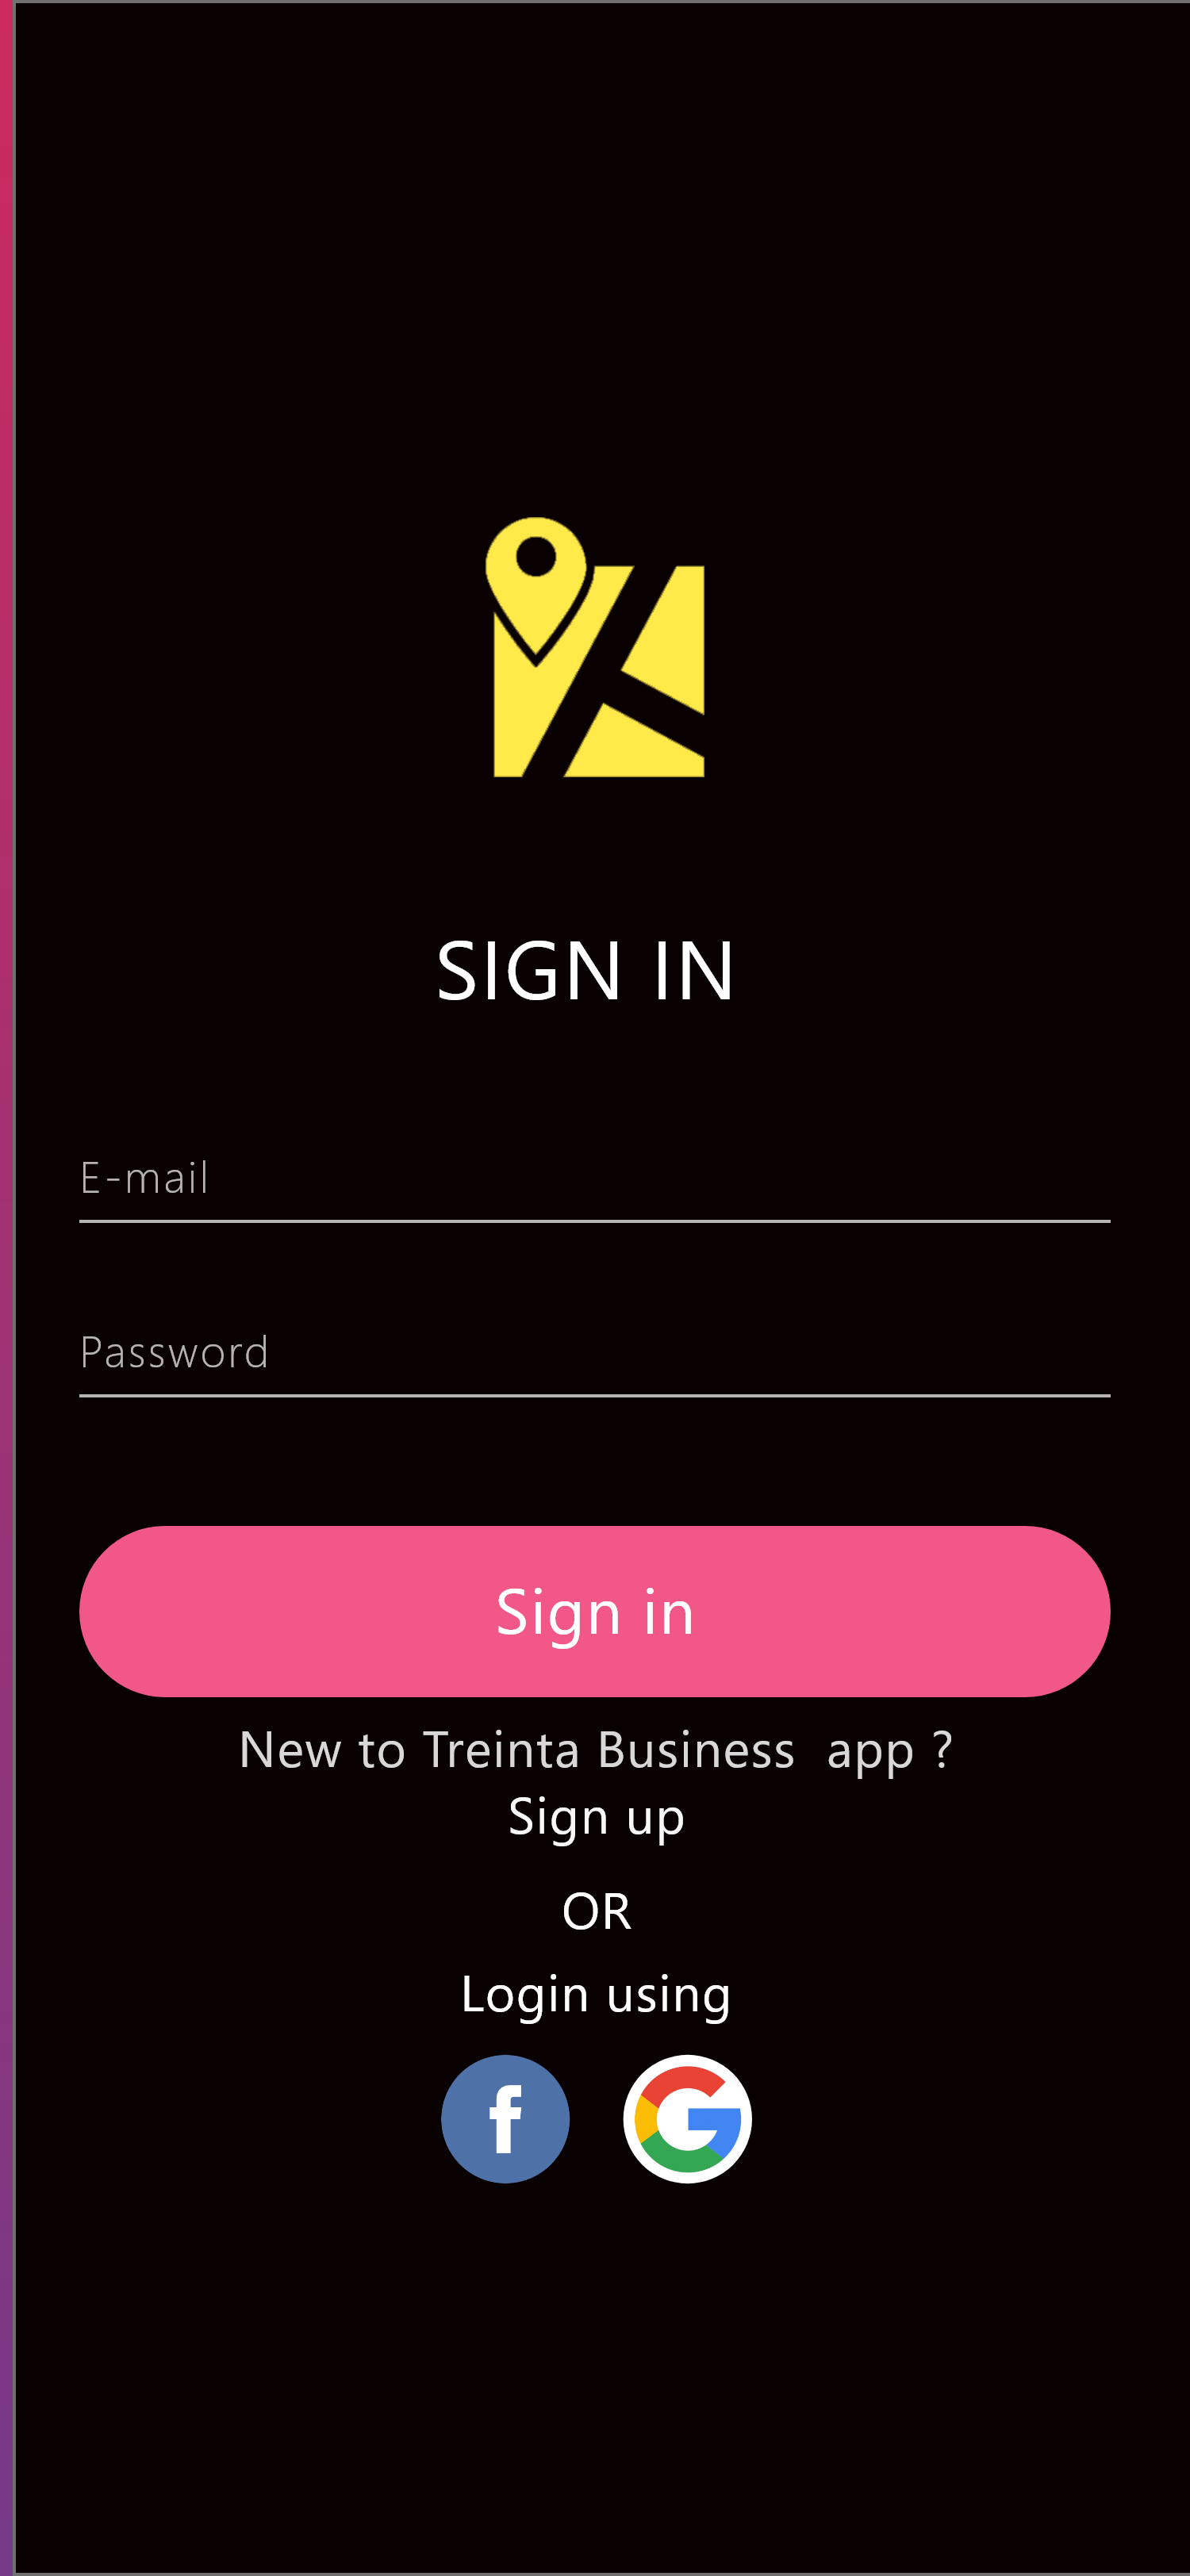 SIGN IN
E-mail
Password
Sign in
New to Treinta Business  app ?
Sign up
OR
Login using
f
G